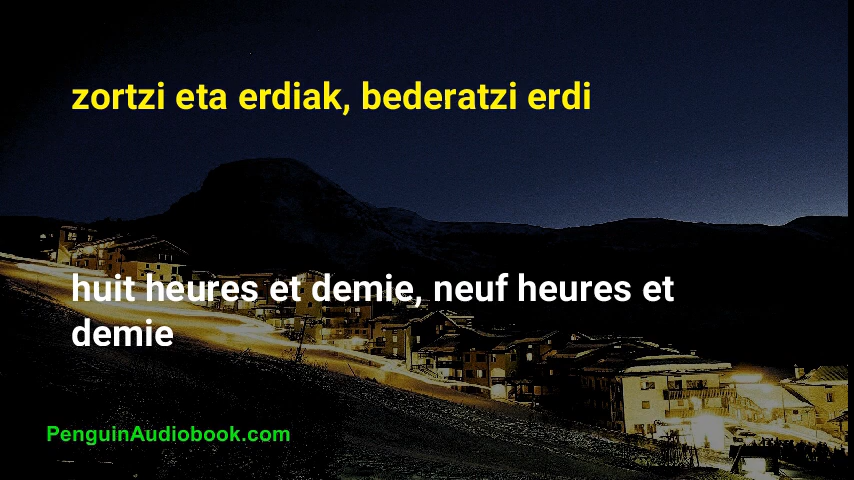 zortzi eta erdiak, bederatzi erdi
huit heures et demie, neuf heures et
demie
PenguinAudiobook.com